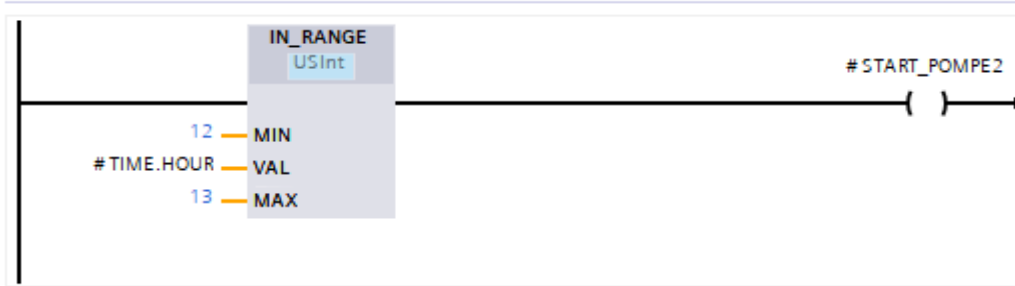 IN_RANGE
USInt
#START_POMPE2
12 MIN
#TIME.HOUR VAL
13 MAX